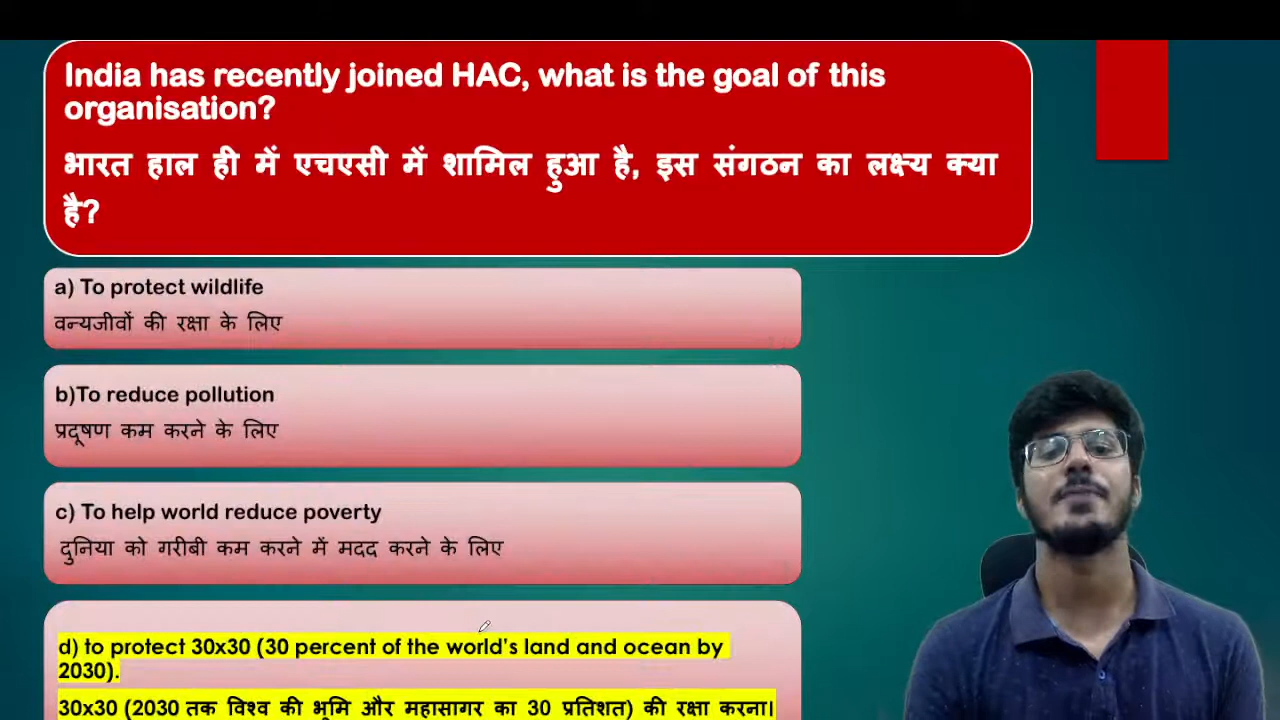 India has recently joined HAC, what is the goal of this
organisation?
भारत हाल ही में एचएसी में शामिल हुआ है, इस संगठन का लक्ष्य क्या
है?
a) To protect wildlife
वन्यजीवों की रक्षा के लिए
b)To reduce pollution
प्रदूषण कम करने के लिए
c) To help world reduce poverty
दुनिया को गरीबी कम करने में मदद करने के लिए
d) to protect 30x30 (30 percent of the world's land and ocean by
2030).
30x30 (2030 तक विश्व की भूमि और महासागर का 30 प्रतिशत) की रक्षा करना।